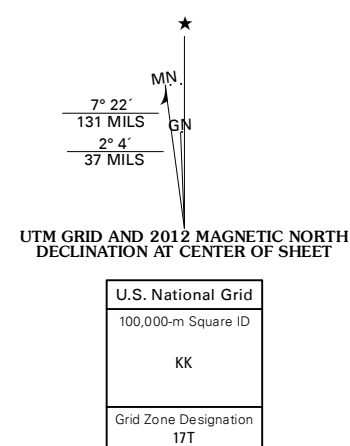 ★
MN
7° 22´
131 MILS
GN
2° 4´
37 MILS
UTM GRID AND 2012 MAGNETIC NORTH
DECLINATION AT CENTER OF SHEET
U.S. National Grid
100,000-m Square ID
KK
Grid Zone Designation
17T